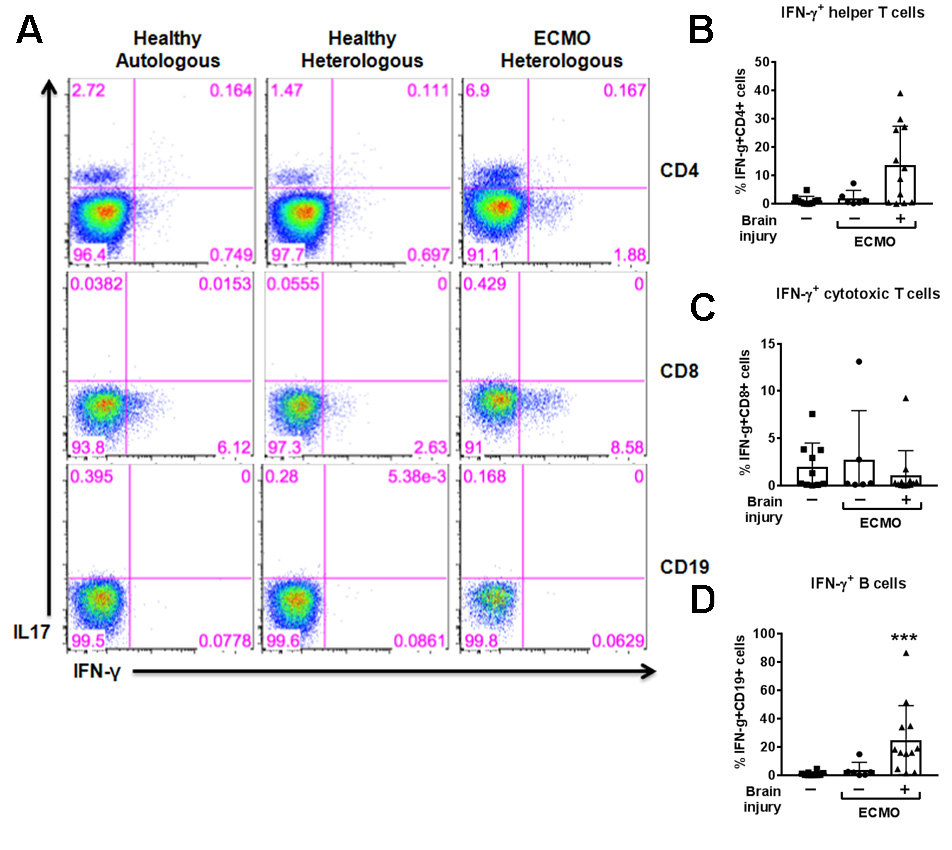 A
Healthy
Autologous
Healthy
Heterologous
ECMO
Heterologous
2.72
0.164
1.47
0.111
6.9
0.167
CD4
96.4
0.749
97.7
0.697
91.1
1.88
0.0382
0.0153
0.0555
0
0.429
0
CD8
93.8
6.12
97.3
2.63
91
8.58
0.395
0
0.28
5.38e-3
0.168
0
CD19
99.5
0.0778
99.6
0.0861
99.8
0.0629
IL17
IFN-γ
B
IFN-γ+ helper T cells
% IFN-g+CD4+ cells
50
40
30
20
10
0
Brain
injury
− − +
ECMO
C
IFN-γ+ cytotoxic T cells
% IFN-g+CD8+ cells
15
10
5
0
Brain
injury
− − +
ECMO
D
IFN-γ+ B cells
% IFN-g+CD19+ cells
100
80
60
40
20
0
***
Brain
injury
− − +
ECMO